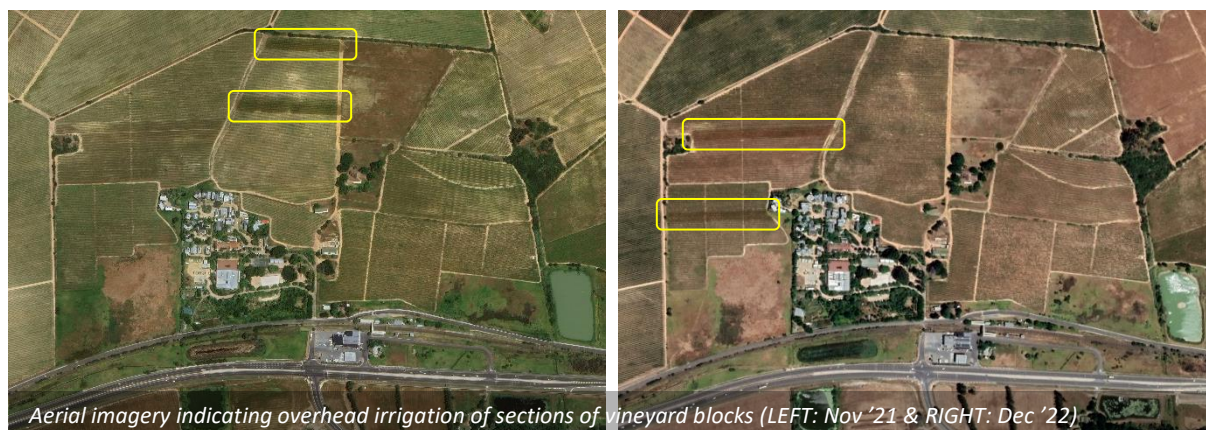 Aerial imagery indicating overhead irrigation of sections of vineyard blocks (LEFT: Nov ’21 & RIGHT: Dec ’22)